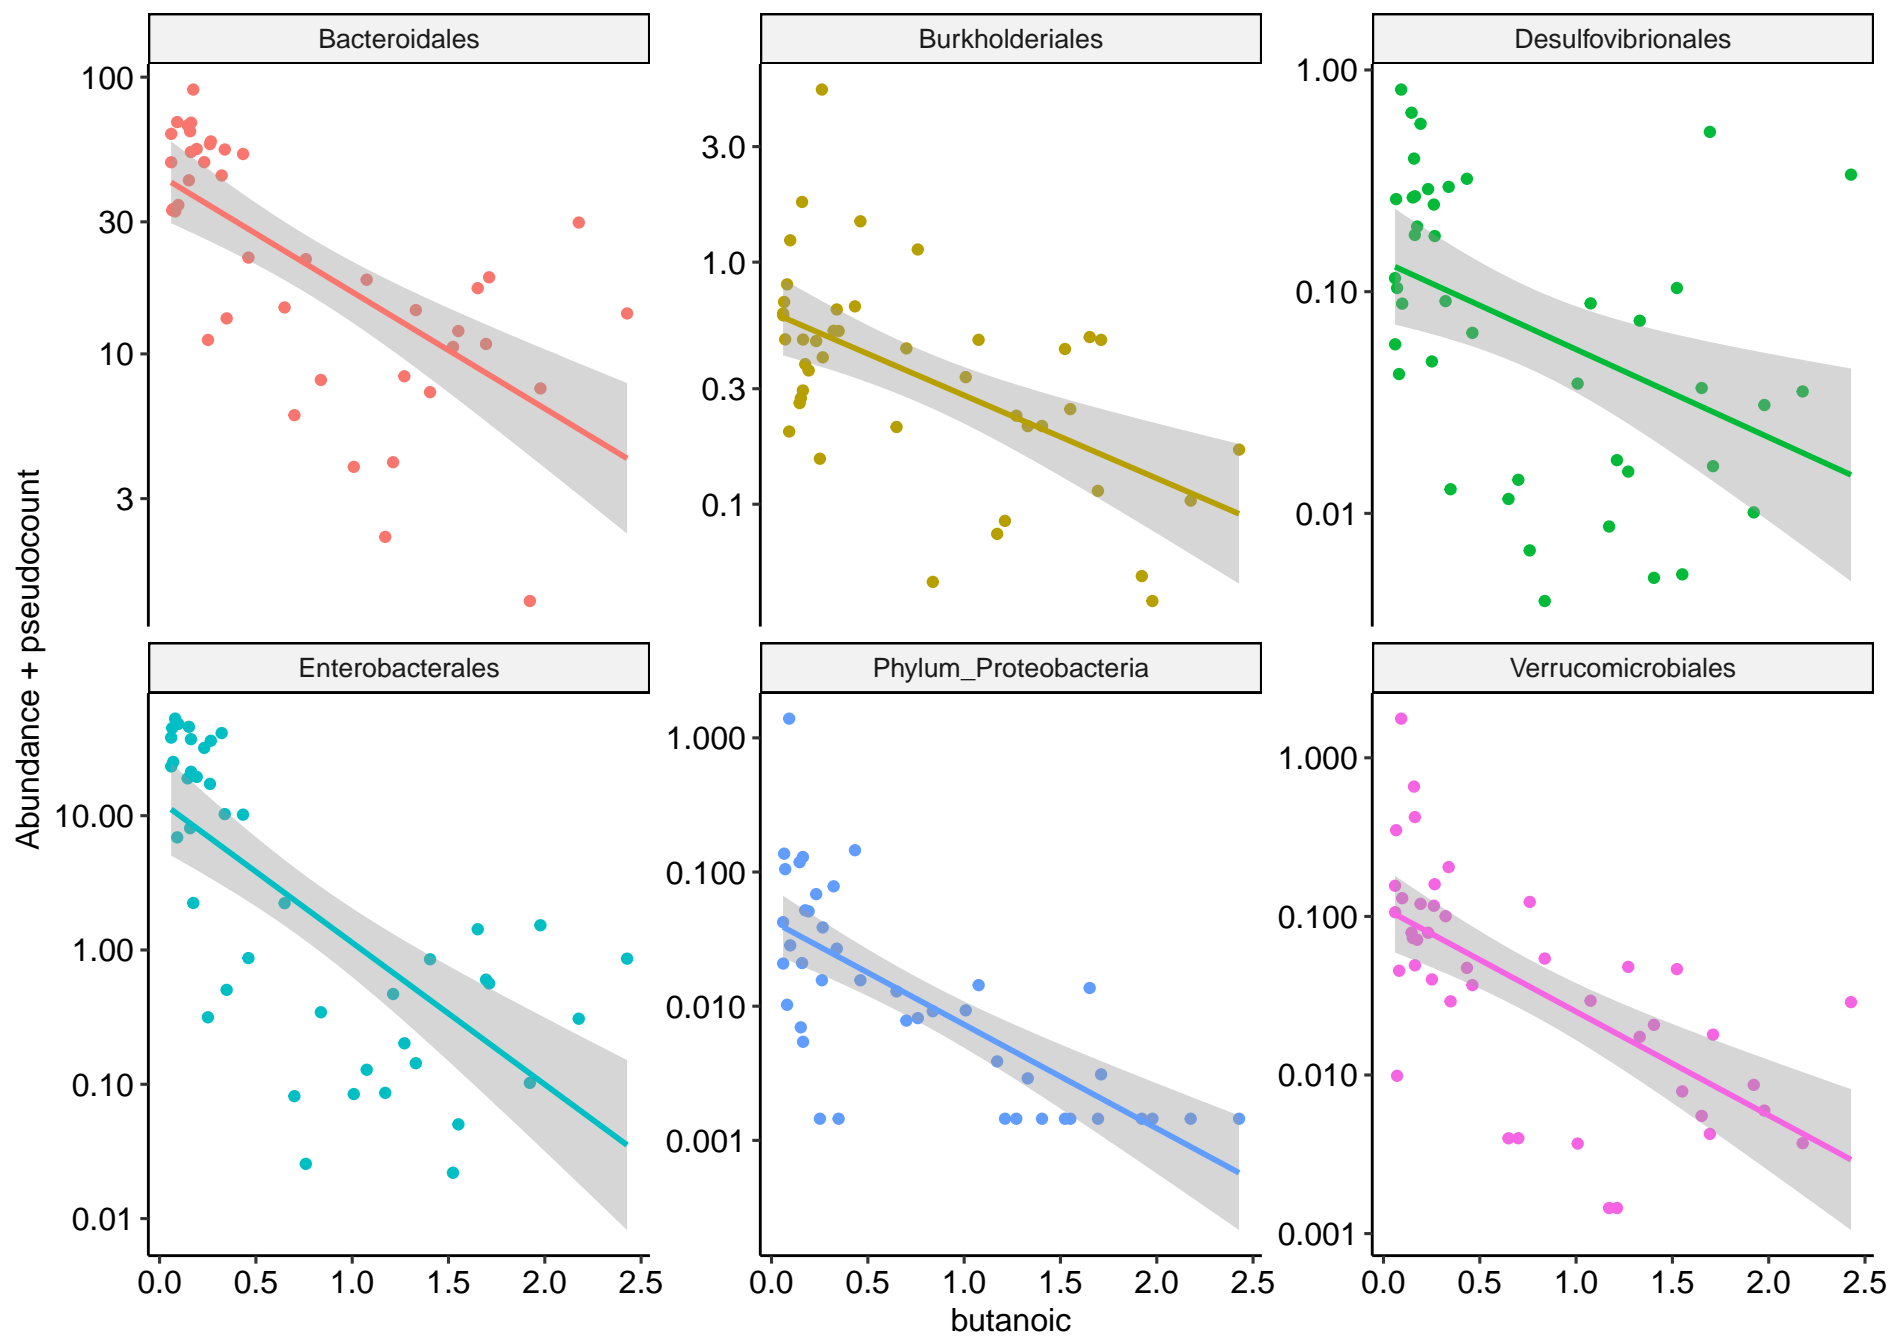 Bacteroidales
Burkholderiales
Desulfovibrionales
100
30
10
3
3.0
1.0
0.3
0.1
1.00
0.10
0.01
Abundance + pseudocount
Enterobacterales
Phylum_Proteobacteria
Verrucomicrobiales
10.00
1.00
0.10
0.01
1.000
0.100
0.010
0.001
1.000
0.100
0.010
0.001
0.0 0.5 1.0 1.5 2.0 2.5
0.0 0.5 1.0 1.5 2.0 2.5
0.0 0.5 1.0 1.5 2.0 2.5
butanoic